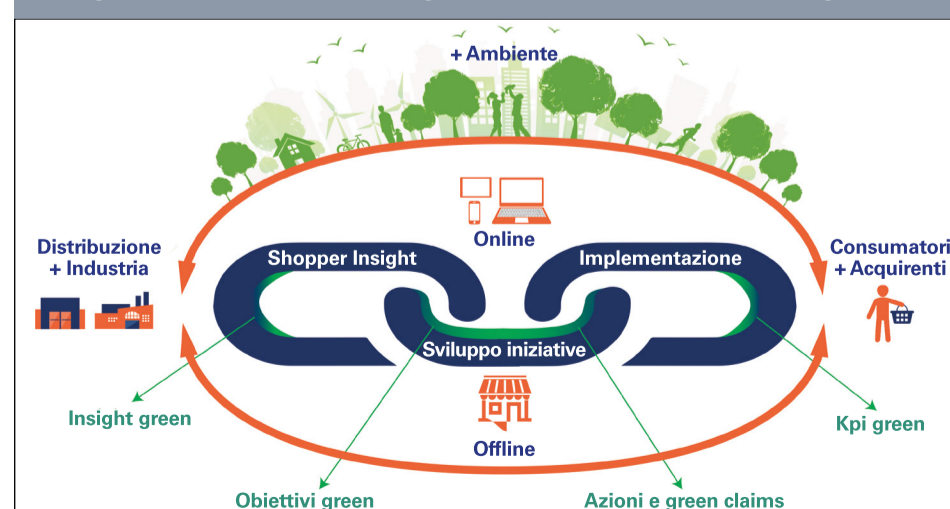 + Ambiente
Online
Distribuzione
+ Industria
Consumatori
+ Acquirenti
Shopper Insight
Implementazione
Sviluppo iniziative
Insight green
Kpi green
Offline
Obiettivi green
Azioni e green claims